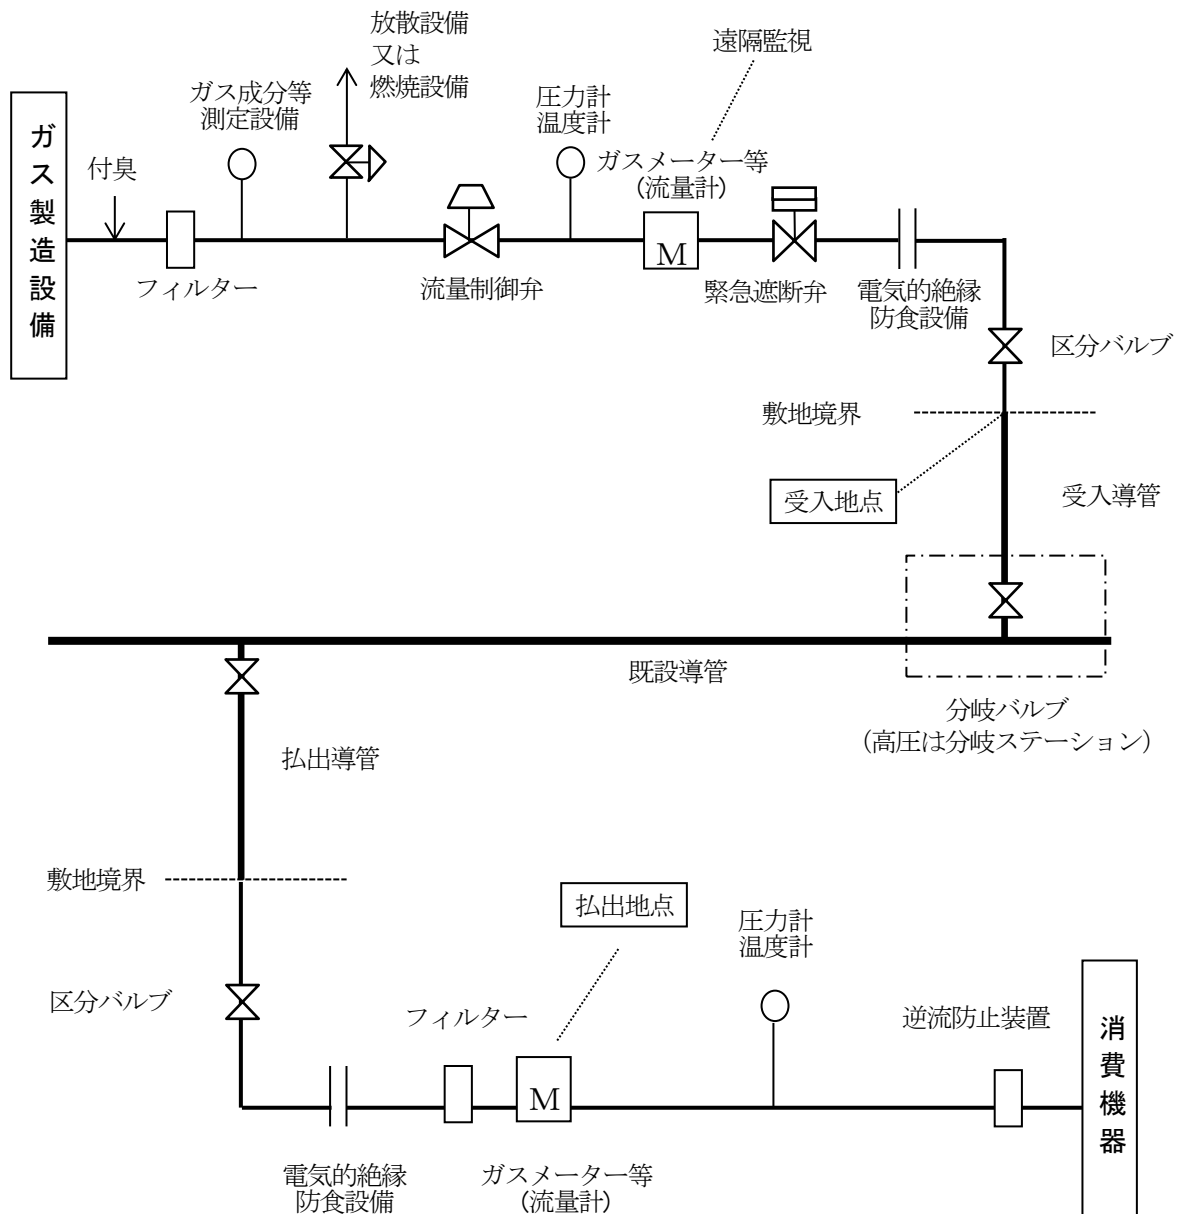 放散設備
又は
燃焼設備
遠隔監視
ガス成分等
測定設備
圧力計
温度計
ガス製造設備
付臭
ガスメーター等
(流量計)
M
フィルター
流量制御弁
緊急遮断弁
電気的絶縁
防食設備
区分バルブ
敷地境界
受入地点
受入導管
既設導管
分岐バルブ
(高圧は分岐ステーション)
払出導管
敷地境界
払出地点
圧力計
温度計
区分バルブ
フィルター
逆流防止装置
消費機器
M
電気的絶縁
防食設備
ガスメーター等
(流量計)